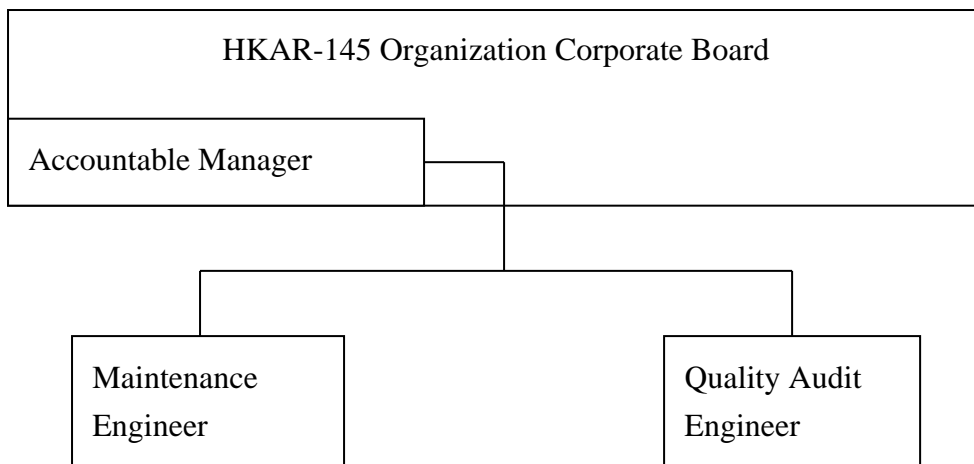 HKAR-145 Organization Corporate Board
Accountable Manager
Maintenance
Engineer
Quality Audit
Engineer